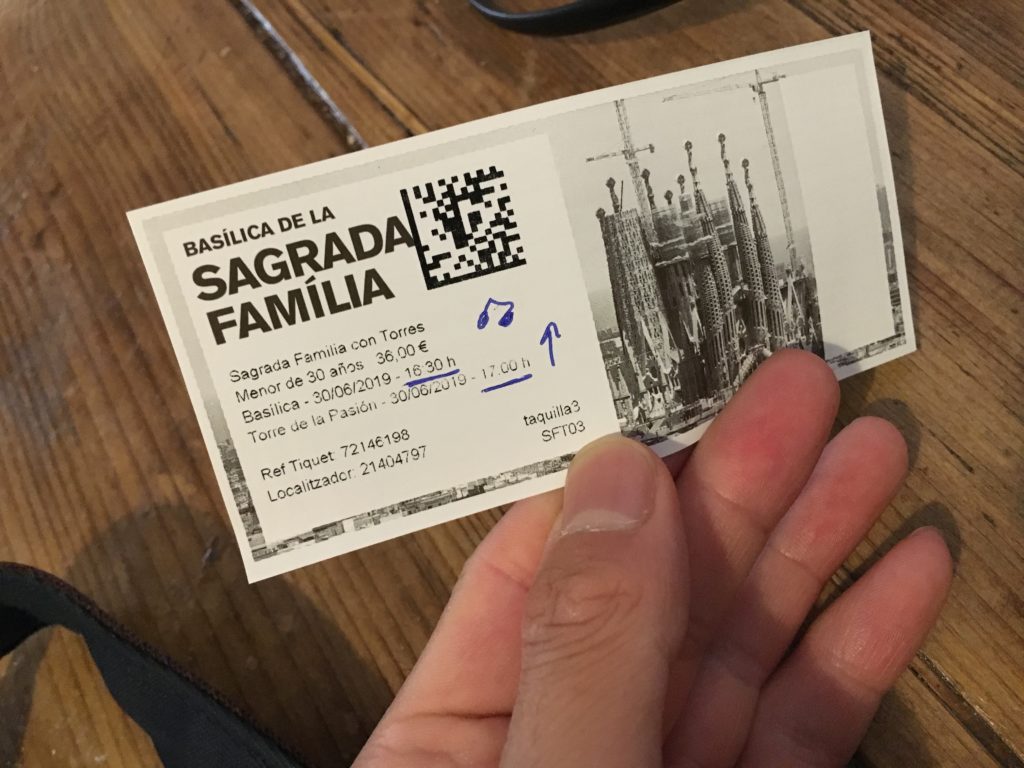 BASÍLICA DE LA
SAGRADA
FAMÍLIA
Sagrada Familia con Torres
Menor de 30 años 36,00 €
Basílica - 30/06/2019 - 16:30 h
Torre de la Pasión - 30/06/2019 - 17:00 h
Ref Tiquet: 72146198
Localitzador: 21404797
taquilla3
SFT03